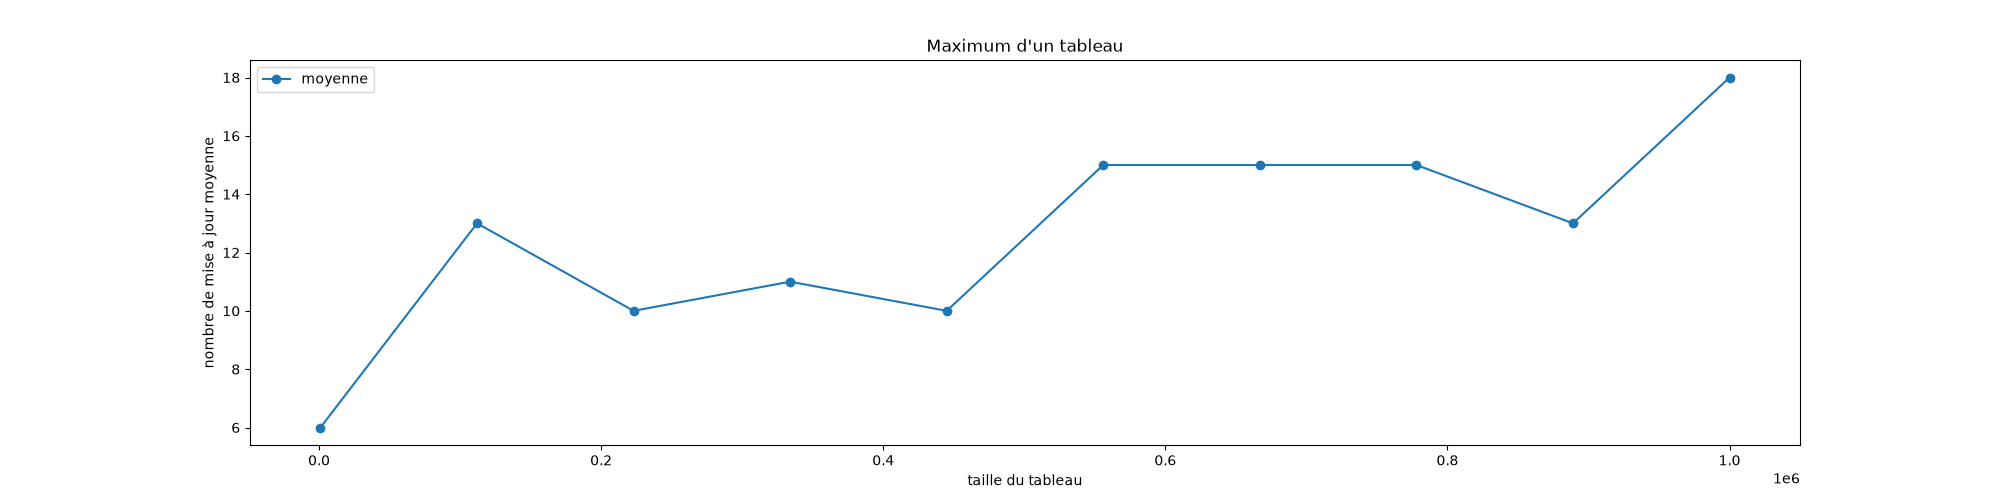 Maximum d'un tableau
moyenne
nombre de mise à jour moyenne
18
16
14
12
10
8
6
0.0 0.2 0.4 0.6 0.8 1.0
taille du tableau
1e6